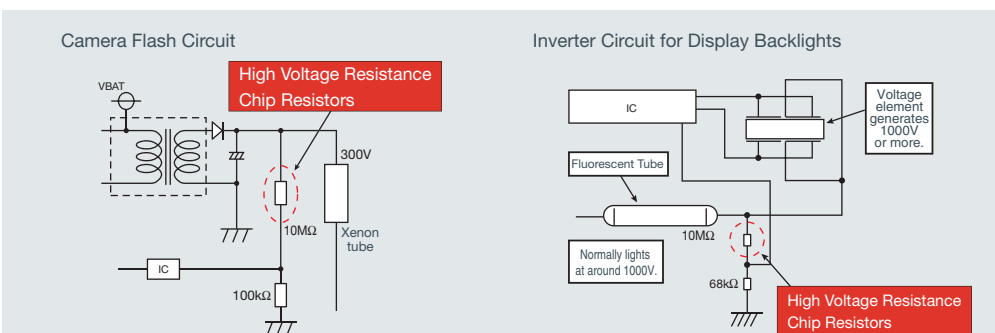 Camera Flash Circuit
VBAT
High Voltage Resistance
Chip Resistors
300V
10MΩ
Xenon
tube
IC
100kΩ
Inverter Circuit for Display Backlights
IC
Voltage
element
generates
1000V
or more.
Fluorescent Tube
10MΩ
Normally lights
at around 1000V.
68kΩ
High Voltage Resistance
Chip Resistors